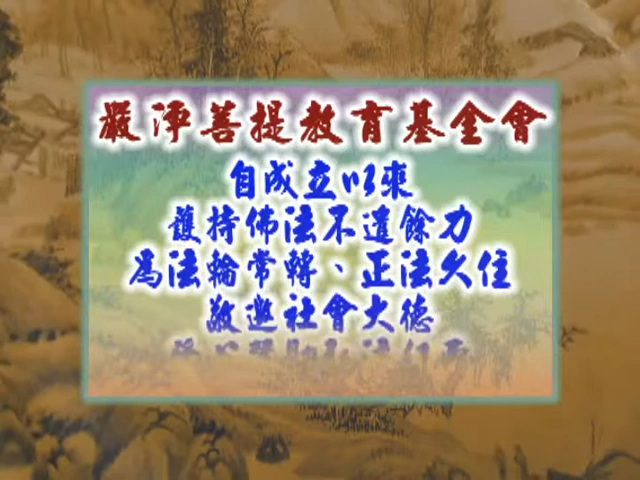 嚴淨菩提教育基金會
自成立以來
護持佛法不遺餘力
為法輪常轉、正法久住
敬邀社會大德